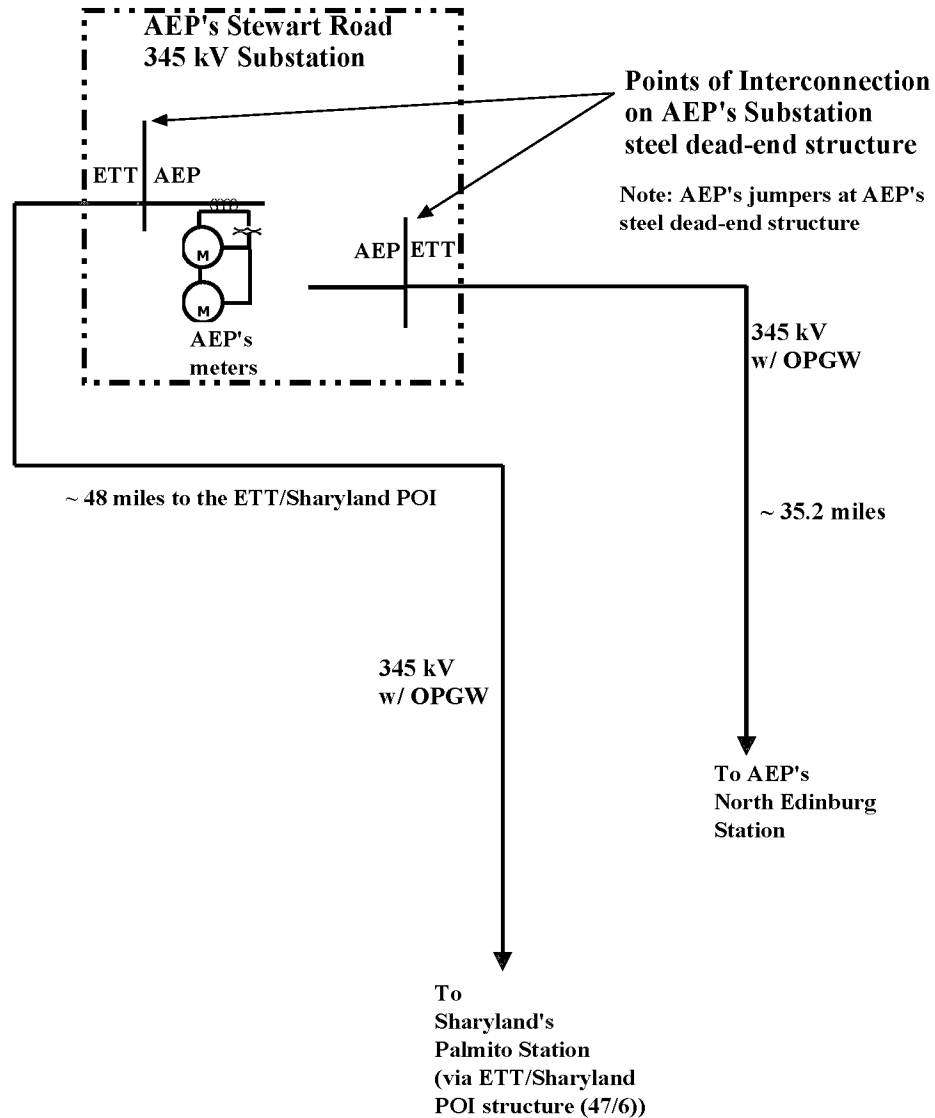 AEP's Stewart Road
345 kV Substation
Points of Interconnection
on AEP's Substation
steel dead-end structure
Note: AEP's jumpers at AEP's
steel dead-end structure
ETT AEP
AEP ETT
M
M
AEP's
meters
345 kV
w/ OPGW
~ 48 miles to the ETT/Sharyland POI
~ 35.2 miles
345 kV
w/ OPGW
To AEP's
North Edinburg
Station
To
Sharyland's
Palmito Station
(via ETT/Sharyland
POI structure (47/6))